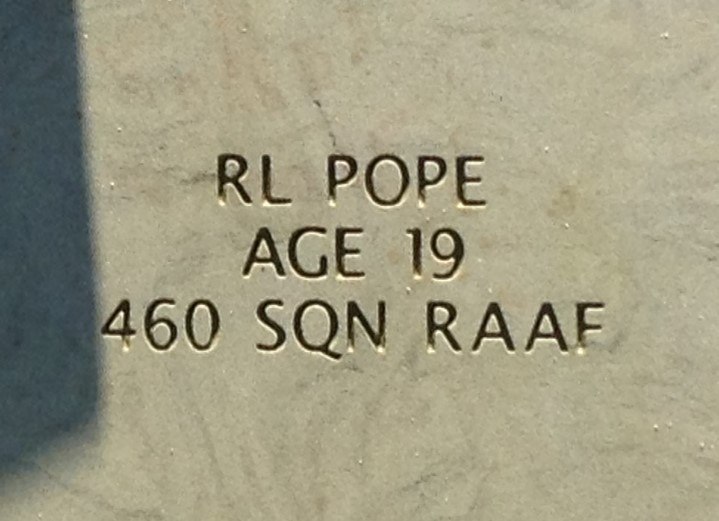 RL POPE
AGE 19
460 SQN RAAF